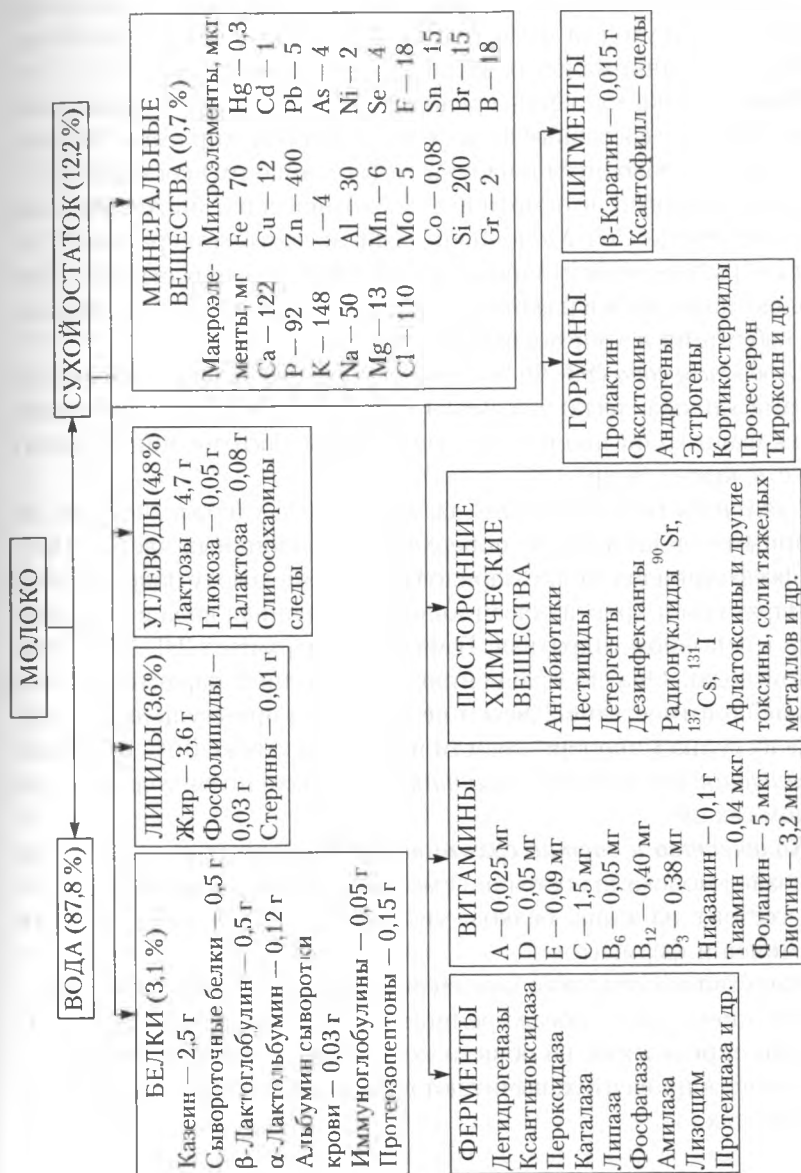 МОЛОКО
ВОДА (87,8 %)
СУХОЙ ОСТАТОК (12,2 %)
БЕЛКИ (3,1 %)
Казеин — 2,5 г
Сывороточные белки — 0,5 г
β-Лактоглобулин — 0,5 г
α-Лактольбумин — 0,12 г
Альбумин сыворотки
крови — 0,03 г
Иммуноглобулины — 0,05 г
Протеозопептоны — 0,15 г
ЛИПИДЫ (3,6%)
Жир — 3,6 г
Фосфолипиды —
0,03 г
Стерины — 0,01 г
УГЛЕВОДЫ (4,8%)
Лактозы — 4,7 г
Глюкоза — 0,05 г
Галактоза — 0,08 г
Олигосахариды —
следы
МИНЕРАЛЬНЫЕ
ВЕЩЕСТВА (0,7 %)
Макроэле- Микроэлементы, мкг
менты, мг Fe — 70 Hg — 0,3
Ca — 122 Cu — 12 Cd — 1
P — 92 Zn — 400 Pb — 5
K — 148 I — 4 As — 4
Na — 50 Al — 30 Ni — 2
Mg — 13 Mn — 6 Se — 4
Cl — 110 Mo — 5 F — 18
Co — 0,08 Sn — 15
Si — 200 Br — 15
Gr — 2 B — 18
ФЕРМЕНТЫ
Дегидрогеназы
Ксантиноксидаза
Пероксидаза
Каталаза
Липаза
Фосфатаза
Амилаза
Лизоцим
Протеиназа и др.
ВИТАМИНЫ
A — 0,025 мг
D — 0,05 мг
E — 0,09 мг
C — 1,5 мг
B6 — 0,05 мг
B12 — 0,40 мг
B3 — 0,38 мг
Ниазанин — 0,1 г
Тиамин — 0,04 мкг
Фолацин — 5 мкг
Биотин — 3,2 мкг
ПОСТОРОННИЕ
ХИМИЧЕСКИЕ
ВЕЩЕСТВА
Антибиотики
Пестициды
Детергенты
Дезинфектанты
Радионуклиды ⁹⁰Sr,
¹³⁷Cs, ¹³¹I
Афлатоксины и другие
токсины, соли тяжелых
металлов и др.
ГОРМОНЫ
Пролактин
Окситоцин
Андрогены
Эстрогены
Кортикостероиды
Прогестерон
Тироксин и др.
ПИГМЕНТЫ
β-Каратин — 0,015 г
Ксантофилл — следы